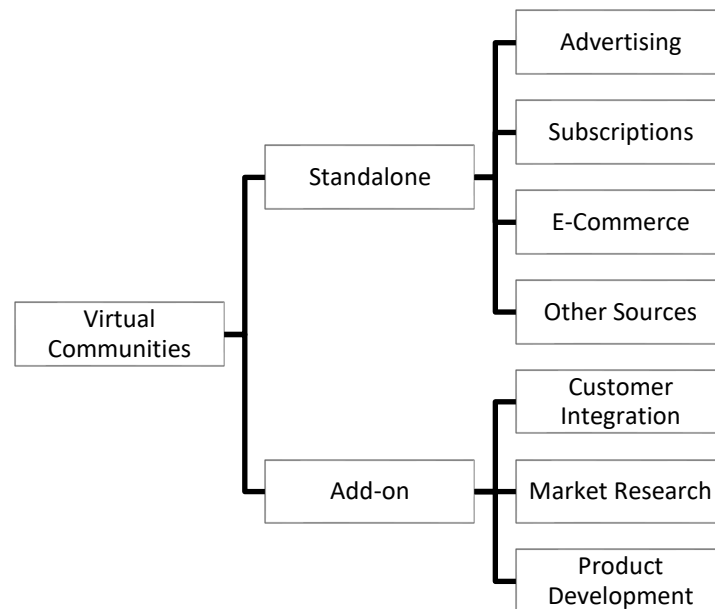 Advertising
Subscriptions
Standalone
E-Commerce
Other Sources
Virtual
Communities
Customer
Integration
Add-on
Market Research
Product
Development